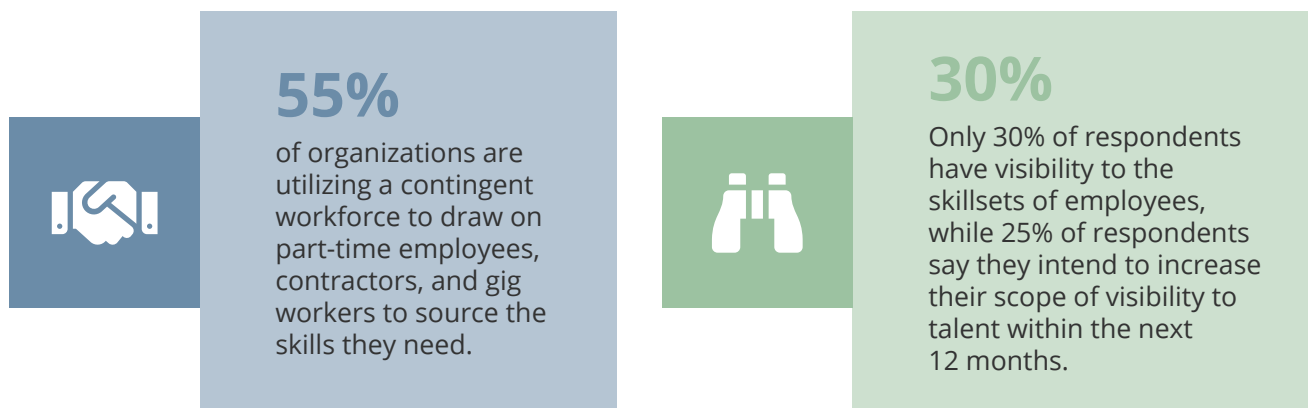 55%
of organizations are
utilizing a contingent
workforce to draw on
part-time employees,
contractors, and gig
workers to source the
skills they need.
30%
Only 30% of respondents
have visibility to the
skillsets of employees,
while 25% of respondents
say they intend to increase
their scope of visibility to
talent within the next
12 months.